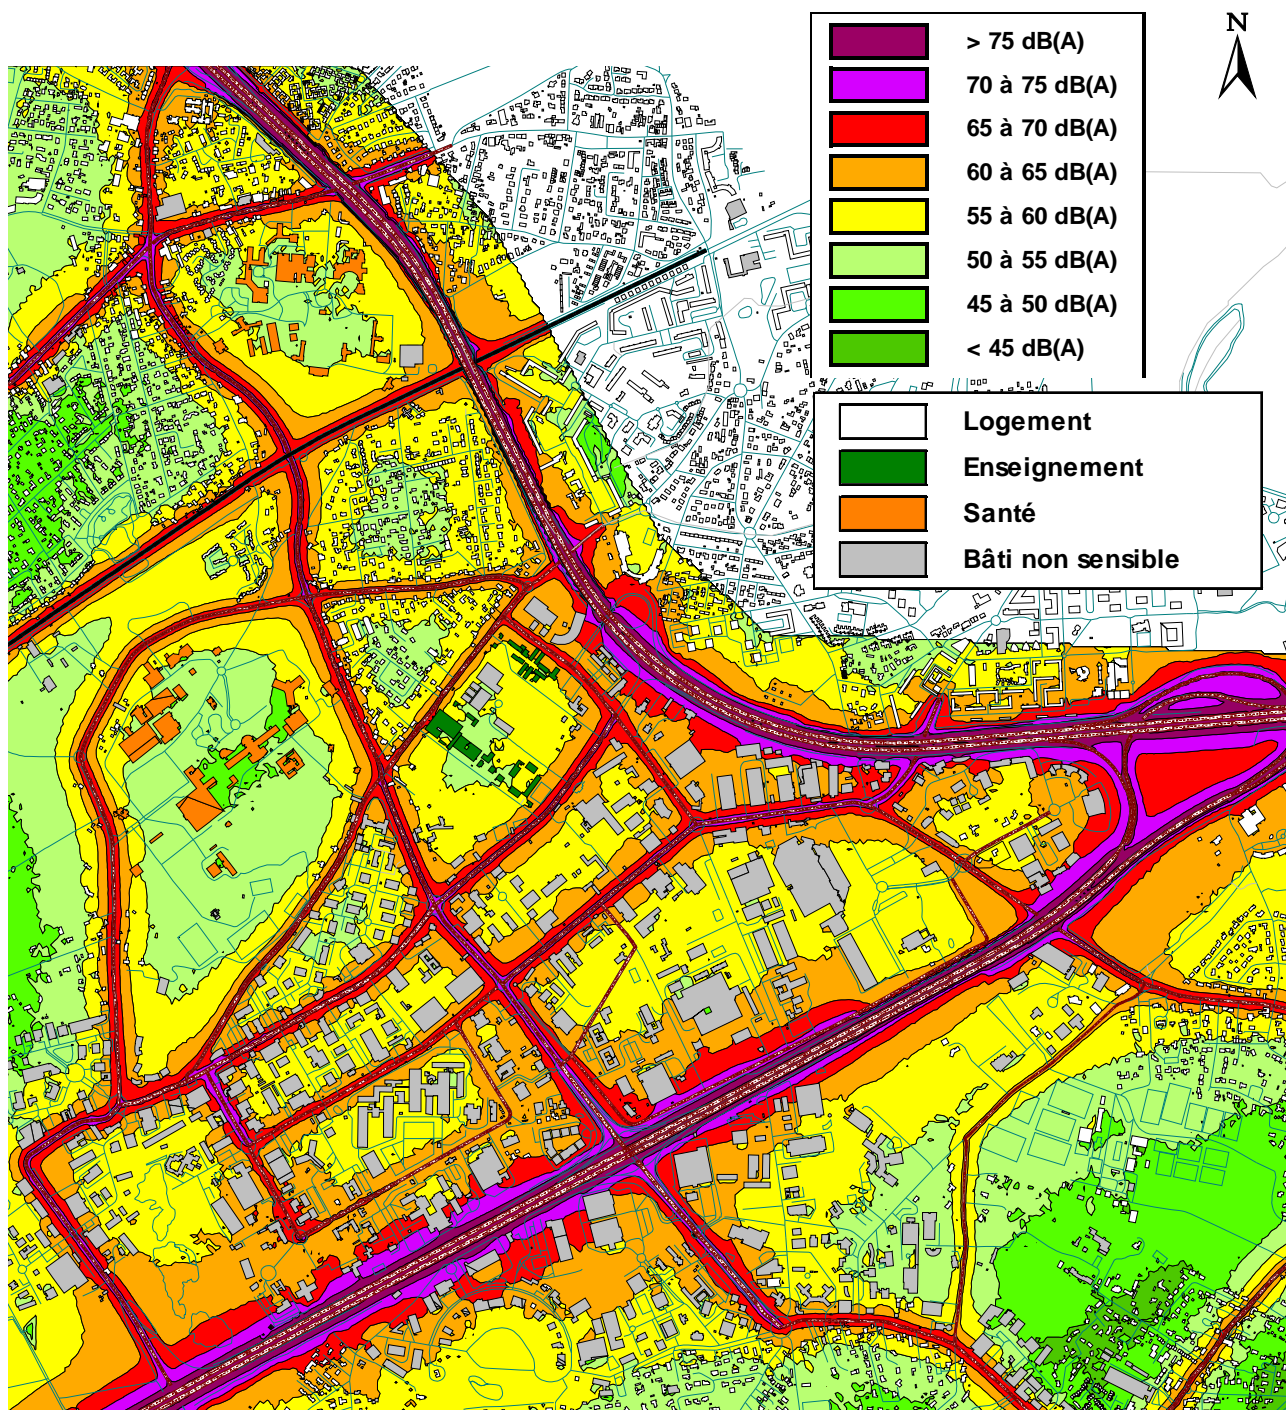 N
> 75 dB(A)
70 à 75 dB(A)
65 à 70 dB(A)
60 à 65 dB(A)
55 à 60 dB(A)
50 à 55 dB(A)
45 à 50 dB(A)
< 45 dB(A)
Logement
Enseignement
Santé
Bâti non sensible